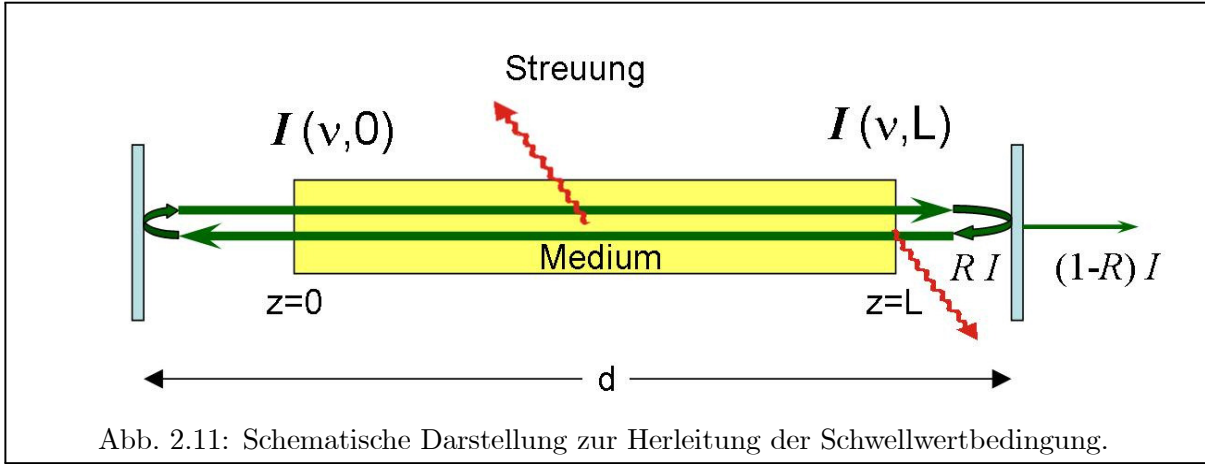 Streuung
I (ν,0)
I (ν,L)
Medium
R I
(1-R) I
z=0
z=L
d
Abb. 2.11: Schematische Darstellung zur Herleitung der Schwellwertbedingung.